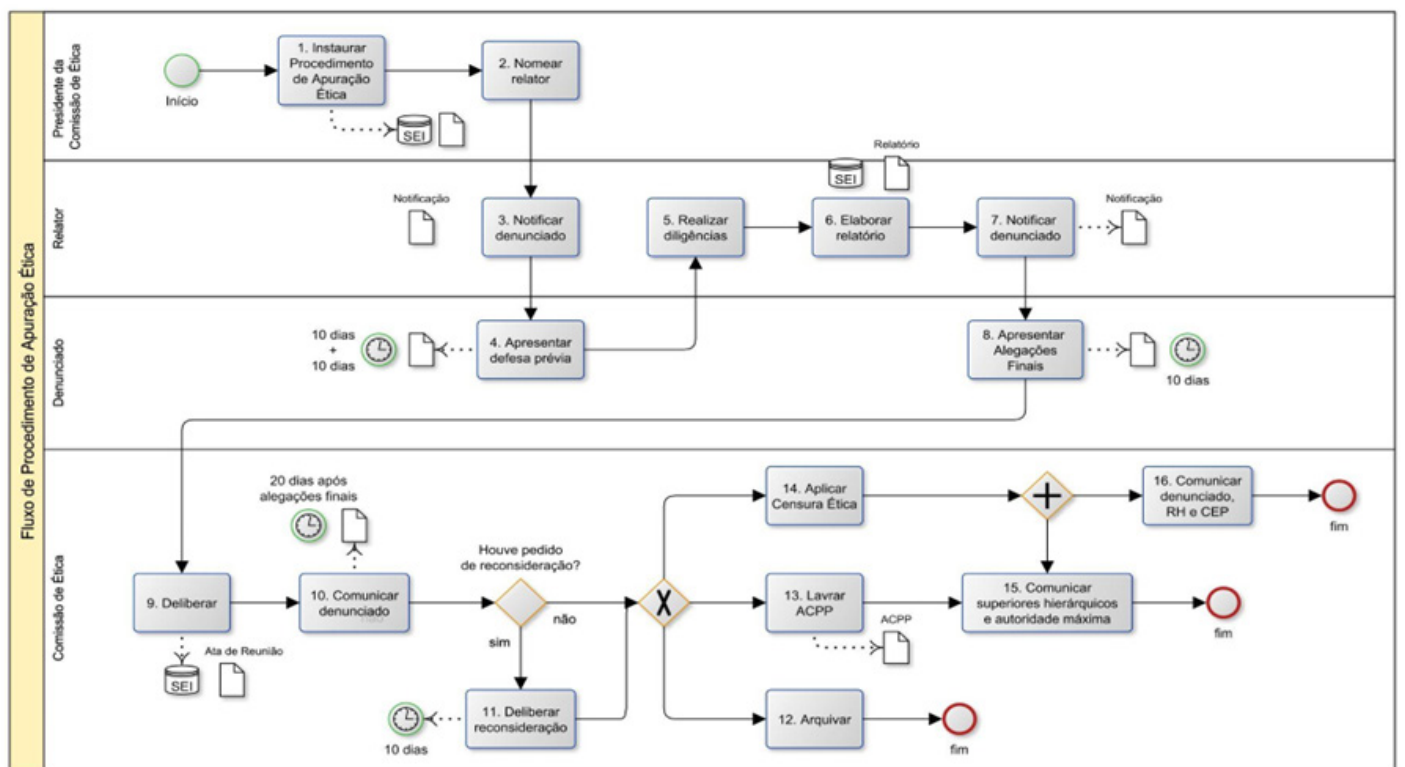 Fluxo de Procedimento de Apuração Ética
Presidente da
Comissão de Ética
Início
1. Instaurar
Procedimento
de Apuração
Ética
2. Nomear
relator
SEI
Relator
Notificação
3. Notificar
denunciado
5. Realizar
diligências
SEI
Relatório
6. Elaborar
relatório
7. Notificar
denunciado
Notificação
Denunciado
10 dias
+
10 dias
4. Apresentar
defesa prévia
8. Apresentar
Alegações
Finais
10 dias
Comissão de Ética
9. Deliberar
SEI
Ata de Reunião
20 dias após
alegações finais
10. Comunicar
denunciado
não
Houve pedido
de reconsideração?
não
sim
11. Deliberar
reconsideração
10 dias
X
14. Aplicar
Censura Ética
+
16. Comunicar
denunciado,
RH e CEP
fim
13. Lavrar
ACPP
ACPP
15. Comunicar
superiores hierárquicos
e autoridade máxima
fim
12. Arquivar
fim